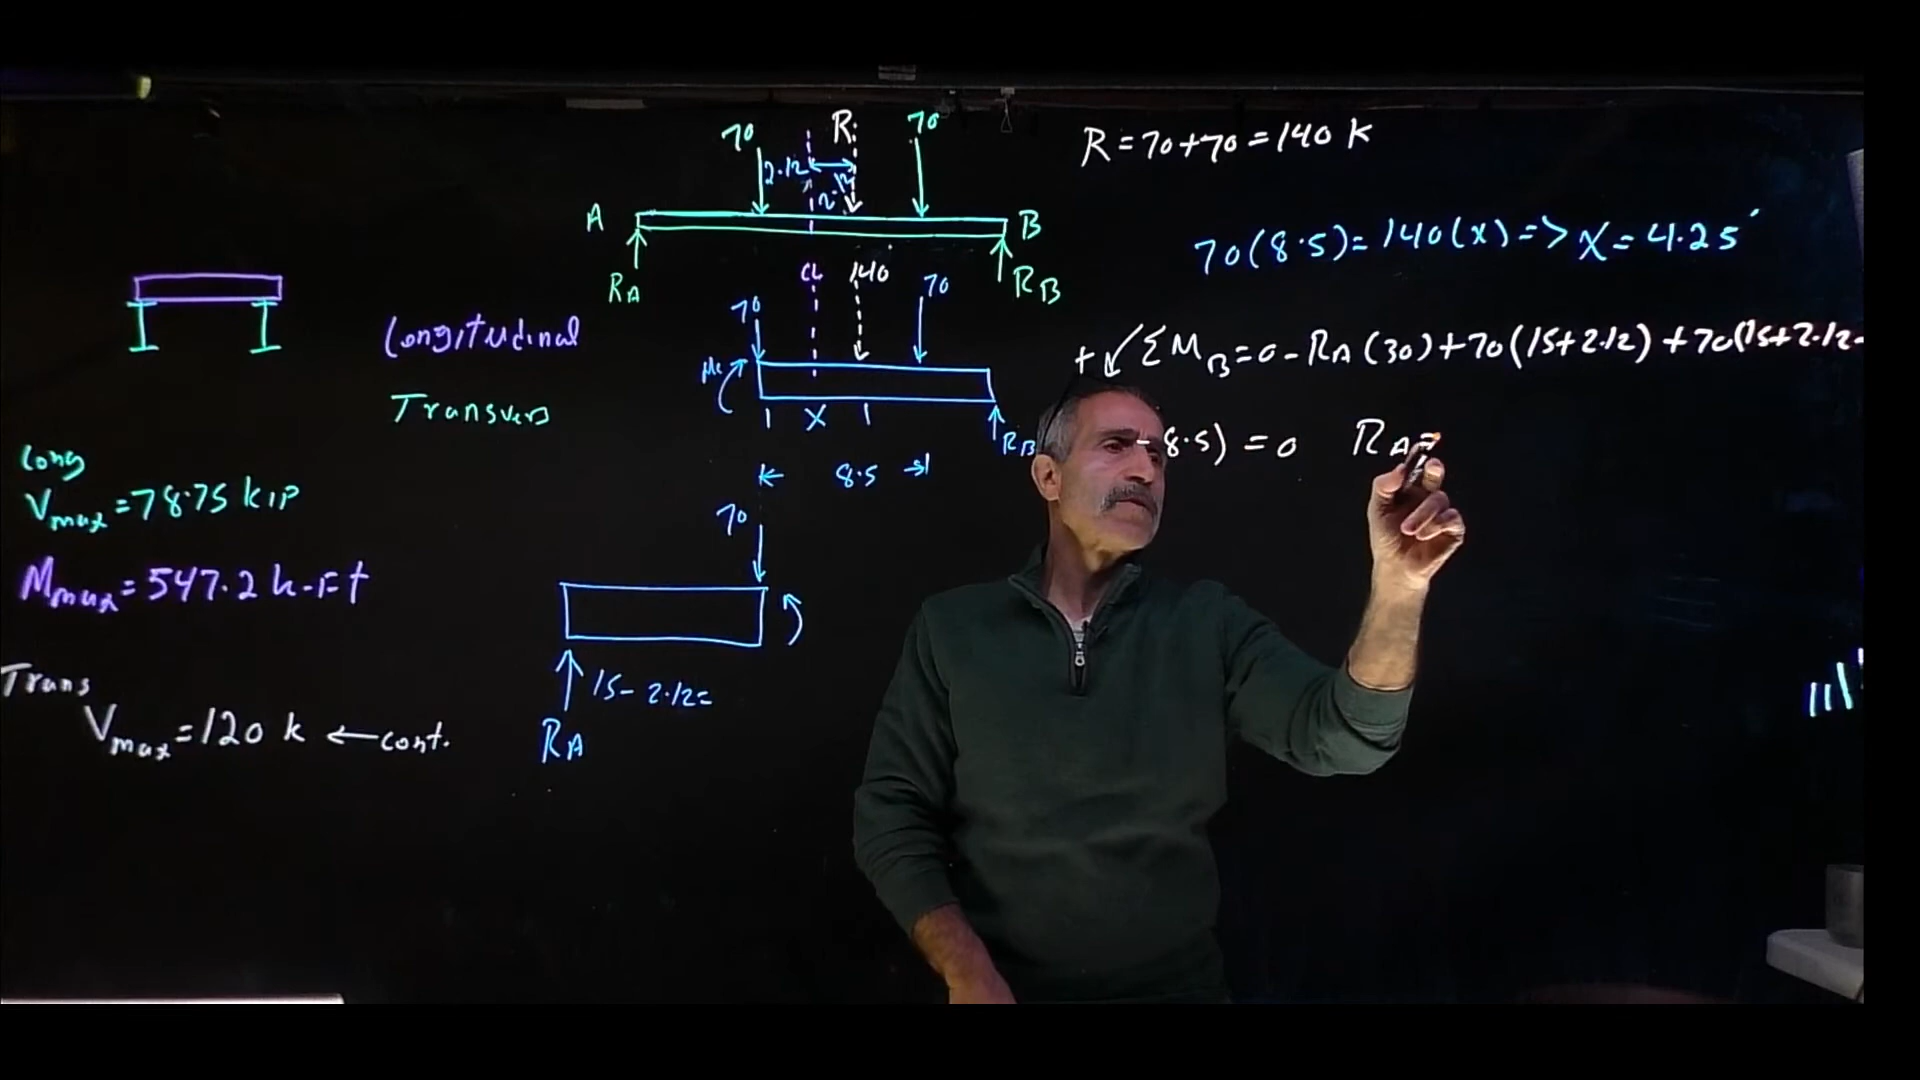 70
R
70
2.12
2.12
A
B
RA
RB
CL
140
70
70
Mc
X
RB
8.5
70
15-2.12=
RA
Longitudinal
Transvers
Long
Vmax=78.75 KIP
Mmax=547.2 k-Ft
Trans
Vmax=120 k ←cont.
R=70+70=140 K
70(8.5)=140(x)=>X=4.25'
+ ΣMB=0-RA(30)+70(15+2.12)+70(15+2.12-
-8.5)=0 RA=